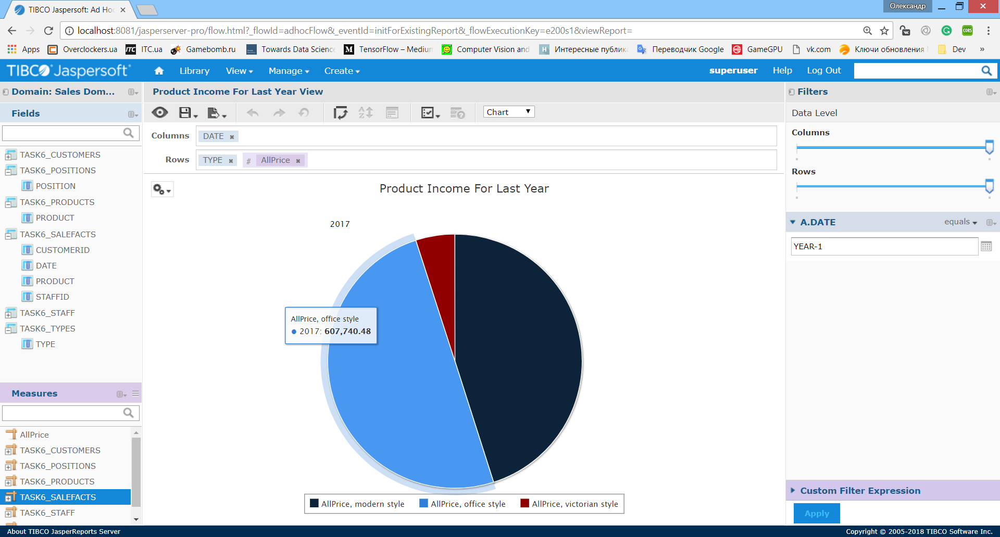 TIBCO Jaspersoft: Ad Ho
Олександр
localhost:8081/jasperserver-pro/flow.html?_flowId=adhocFlow&_eventId=initForExistingReport&_flowExecutionKey=e200s1&viewReport=
CORS
Apps
Overclockers.ua
ITC ITC.ua
Gamebomb.ru
Towards Data Science
M TensorFlow – Medium
Computer Vision and
H Интересные публик
Переводчик Google
GameGPU
vk.com
Ключи обновления
Dev
»
TIBCO Jaspersoft®
Library
View
Manage
Create
superuser
Help
Log Out
Domain: Sales Dom...
Fields
TASK6_CUSTOMERS
TASK6_POSITIONS
POSITION
TASK6_PRODUCTS
PRODUCT
TASK6_SALEFACTS
CUSTOMERID
DATE
PRODUCT
STAFFID
TASK6_STAFF
TASK6_TYPES
TYPE
Measures
AllPrice
TASK6_CUSTOMERS
TASK6_POSITIONS
TASK6_PRODUCTS
TASK6_SALEFACTS
TASK6_STAFF
Product Income For Last Year View
Chart
Columns
DATE
Rows
TYPE
# AllPrice
Product Income For Last Year
2017
AllPrice, office style
2017: 607,740.48
AllPrice, modern style
AllPrice, office style
AllPrice, victorian style
Filters
Data Level
Columns
Rows
A.DATE
equals
YEAR-1
Custom Filter Expression
Apply
About TIBCO JasperReports Server
Copyright © 2005-2018 TIBCO Software Inc.